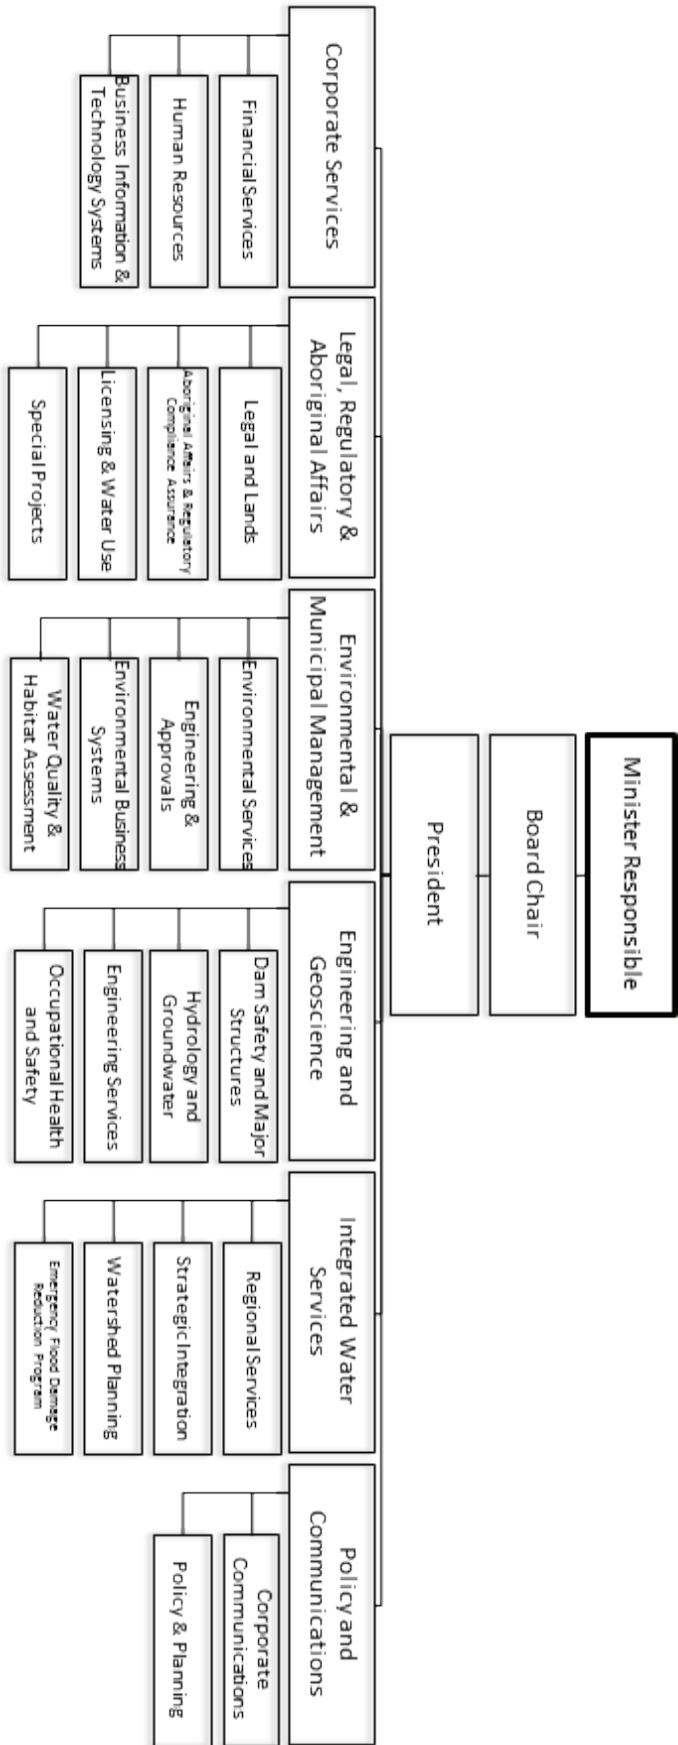 Minister Responsible
Board Chair
President
Corporate Services
Financial Services
Human Resources
Business Information &
Technology Systems
Legal, Regulatory &
Aboriginal Affairs
Legal and Lands
Aboriginal Affairs & Regulatory
Compliance Assurance
Licensing & Water Use
Special Projects
Environmental &
Municipal Management
Environmental Services
Engineering &
Approvals
Environmental Business
Systems
Water Quality &
Habitat Assessment
Engineering and
Geoscience
Dam Safety and Major
Structures
Hydrology and
Groundwater
Engineering Services
Occupational Health
and Safety
Integrated Water
Services
Regional Services
Strategic Integration
Watershed Planning
Emergency Flood Damage
Reduction Program
Policy and
Communications
Corporate
Communications
Policy & Planning